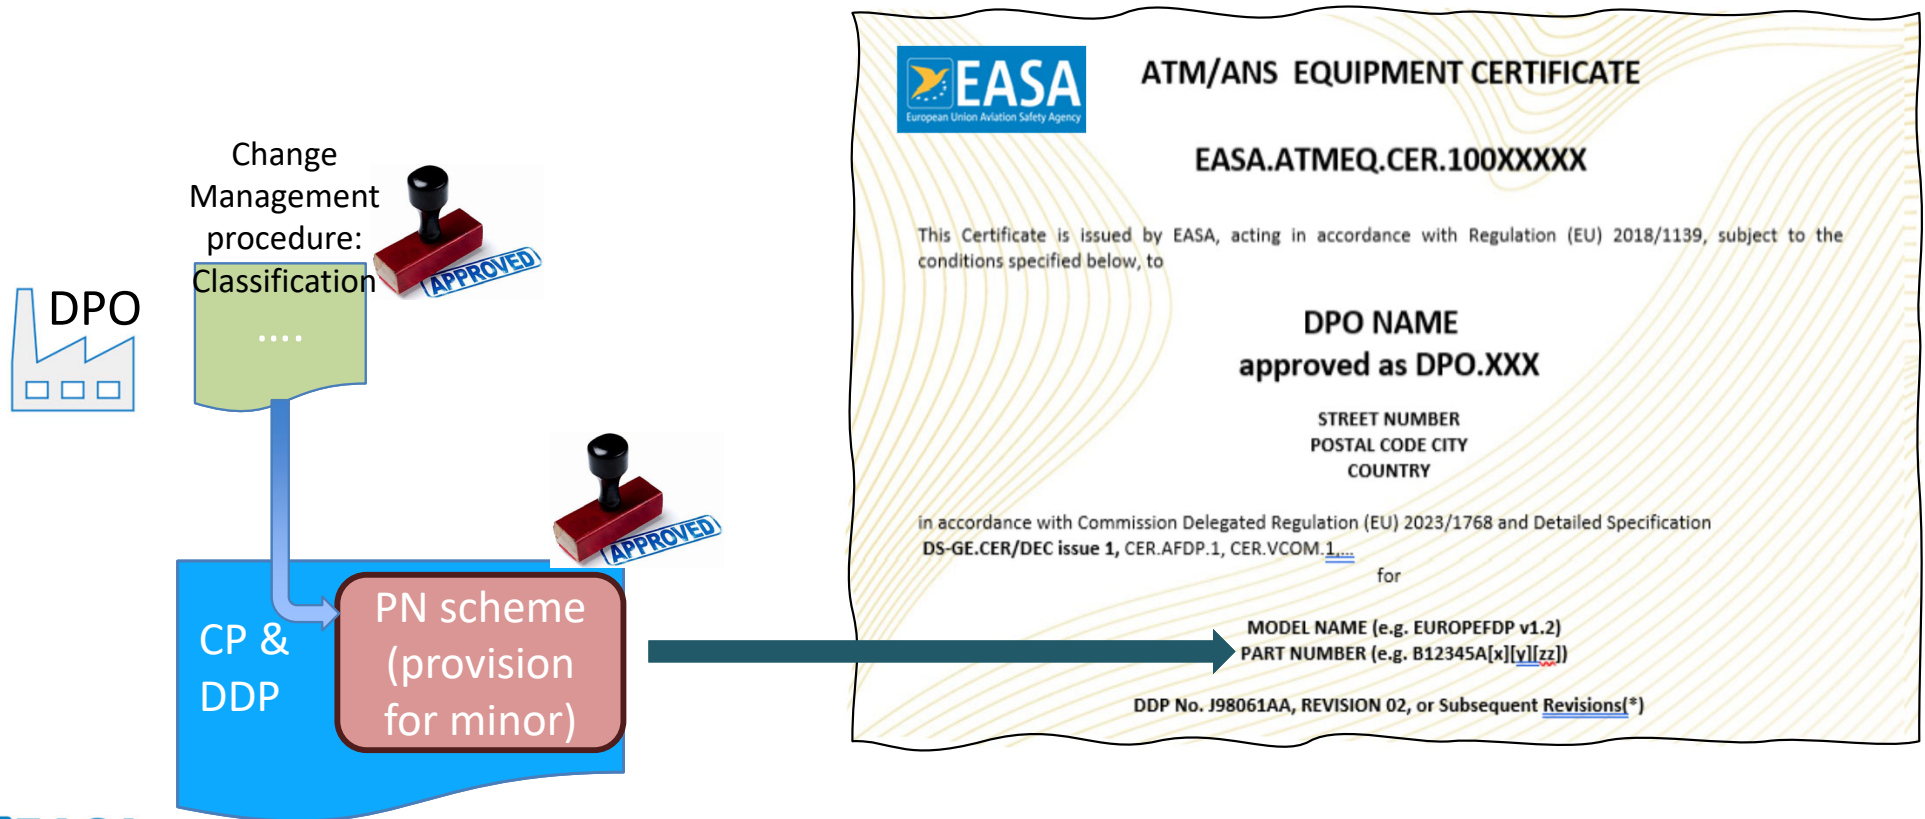 Change
Management
procedure:
Classification
....
DPO
APPROVED
APPROVED
CP &
DDP
PN scheme
(provision
for minor)
EASA
European Union Aviation Safety Agency
ATM/ANS EQUIPMENT CERTIFICATE
EASA.ATMEQ.CER.100XXXXX
This Certificate is issued by EASA, acting in accordance with Regulation (EU) 2018/1139, subject to the
conditions specified below, to
DPO NAME
approved as DPO.XXX
STREET NUMBER
POSTAL CODE CITY
COUNTRY
in accordance with Commission Delegated Regulation (EU) 2023/1768 and Detailed Specification
DS-GE.CER/DEC issue 1, CER.AFDP.1, CER.VCOM.1,...
for
MODEL NAME (e.g. EUROPEFDP v1.2)
PART NUMBER (e.g. B12345A[x][y][zz])
DDP No. J98061AA, REVISION 02, or Subsequent Revisions(*)